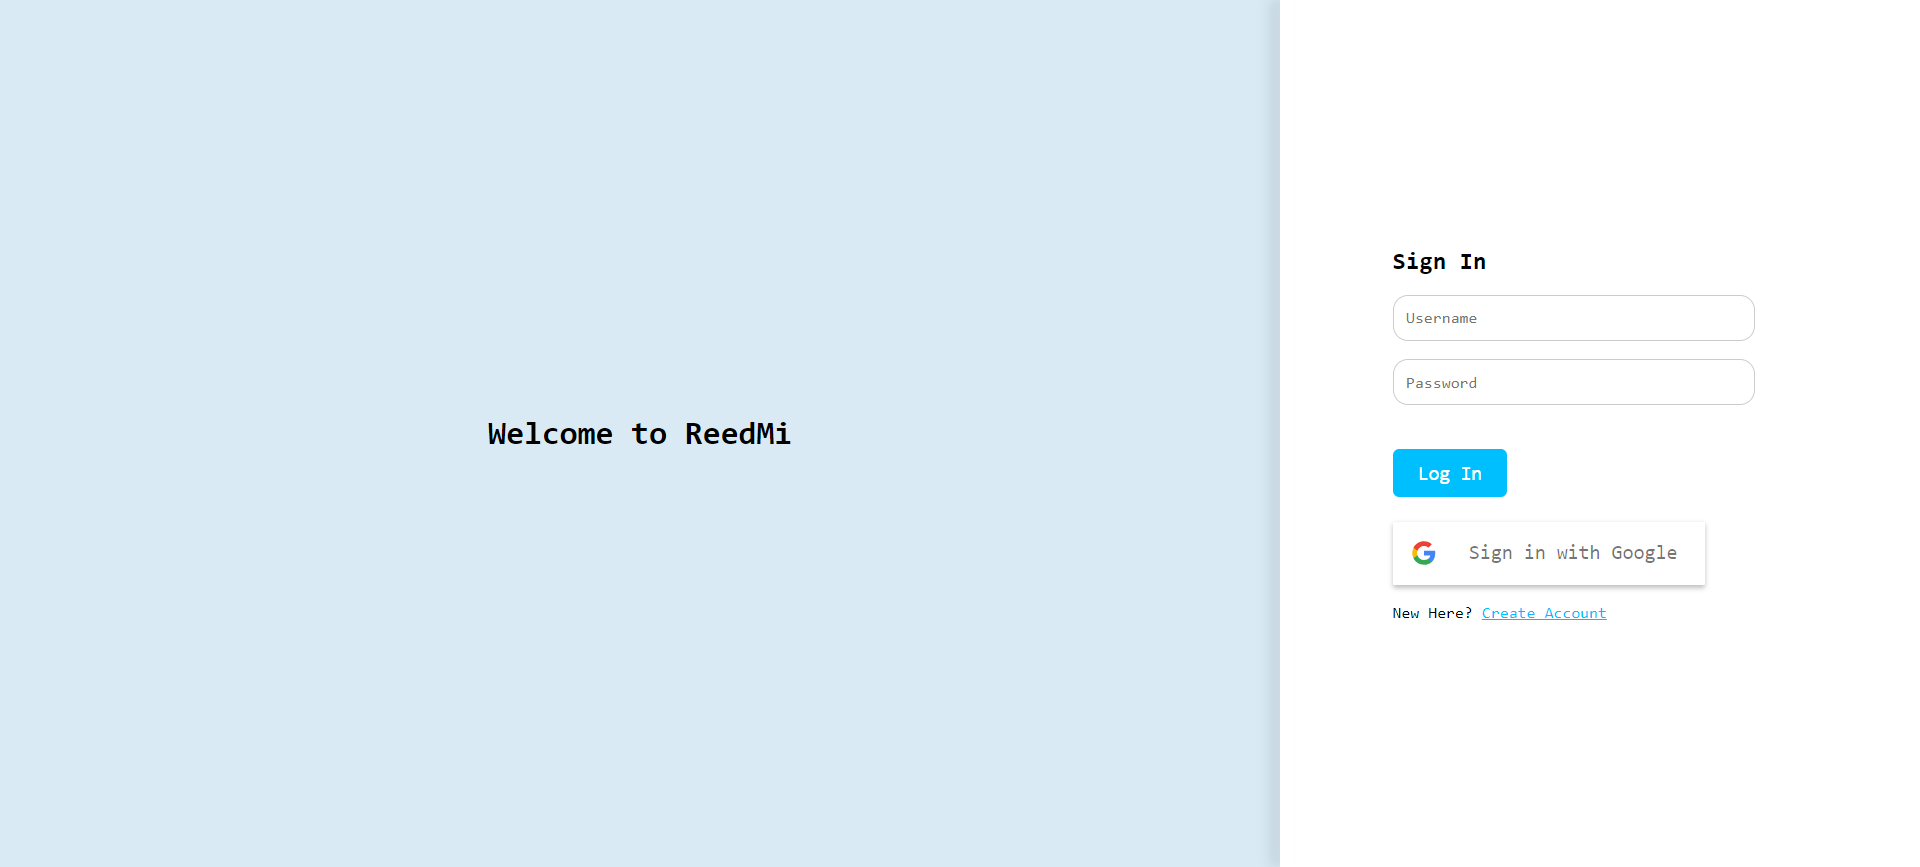 Welcome to ReedMi
Sign In
Username
Password
Log In
Sign in with Google
New Here? Create Account